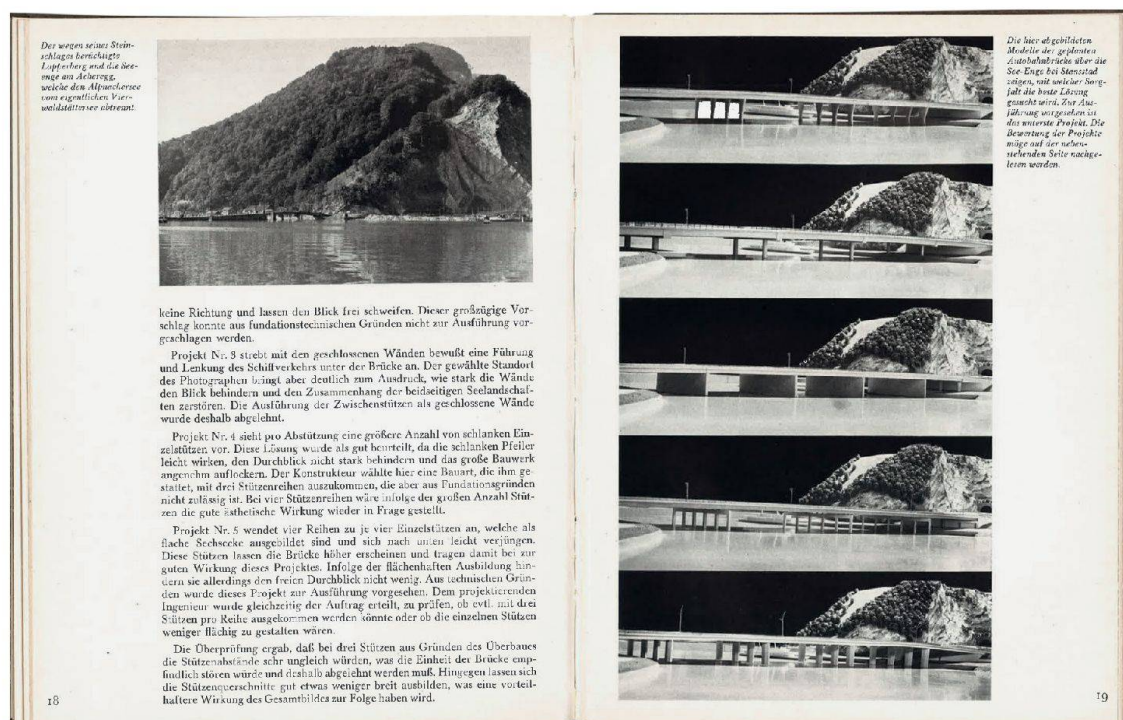 Der wegen seines Stein-
schlages berüchtigte
Lopperberg und die See-
enge am Acheregg,
welche den Alpnachersee
vom eigentlichen Vier-
waldstättersee abtrennt.
keine Richtung und lassen den Blick frei schweifen. Dieser großzügige Vor-
schlag konnte aus fundationstechnischen Gründen nicht zur Ausführung vor-
geschlagen werden.
Projekt Nr. 3 strebt mit den geschlossenen Wänden bewußt eine Führung
und Lenkung des Schiffverkehrs unter der Brücke an. Der gewählte Standort
des Photographen bringt aber deutlich zum Ausdruck, wie stark die Wände
den Blick behindern und den Zusammenhang der beidseitigen Seelandschaf-
ten zerstören. Die Ausführung der Zwischenstützen als geschlossene Wände
wurde deshalb abgelehnt.
Projekt Nr. 4 sieht pro Abstützung eine größere Anzahl von schlanken Ein-
zelstützen vor. Diese Lösung wurde als gut beurteilt, da die schlanken Pfeiler
leicht wirken, den Durchblick nicht stark behindern und das große Bauwerk
angenehm auflockern. Der Konstrukteur wählte hier eine Bauart, die ihm ge-
stattet, mit drei Stützenreihen auszukommen, die aber aus Fundationsgründen
nicht zulässig ist. Bei vier Stützenreihen wäre infolge der großen Anzahl Stüt-
zen die gute ästhetische Wirkung wieder in Frage gestellt.
Projekt Nr. 5 wendet vier Reihen zu je vier Einzelstützen an, welche als
flache Sechsecke ausgebildet sind und sich nach unten leicht verjüngen.
Diese Stützen lassen die Brücke höher erscheinen und tragen damit bei zur
guten Wirkung dieses Projektes. Infolge der flächenhaften Ausbildung hin-
dern sie allerdings den freien Durchblick nicht wenig. Aus technischen Grün-
den wurde dieses Projekt zur Ausführung vorgesehen. Dem projektierenden
Ingenieur wurde gleichzeitig der Auftrag erteilt, zu prüfen, ob evtl. mit drei
Stützen pro Reihe ausgekommen werden könnte oder ob die einzelnen Stützen
weniger flächig zu gestalten wären.
Die Überprüfung ergab, daß bei drei Stützen aus Gründen des Überbaues
die Stützenabstände sehr ungleich würden, was die Einheit der Brücke emp-
findlich stören würde und deshalb abgelehnt werden muß. Hingegen lassen sich
die Stützenquerschnitte gut etwas weniger breit ausbilden, was eine vorteil-
haftere Wirkung des Gesamtbildes zur Folge haben wird.
18
Die hier abgebildeten
Modelle der geplanten
Autobahnbrücke über die
See-Enge bei Stansstad
zeigen, mit welcher Sorg-
falt die beste Lösung
gesucht wird. Zur Aus-
führung vorgesehen ist
das unterste Projekt. Die
Bewertung der Projekte
möge auf der neben-
stehenden Seite nachge-
lesen werden.
19